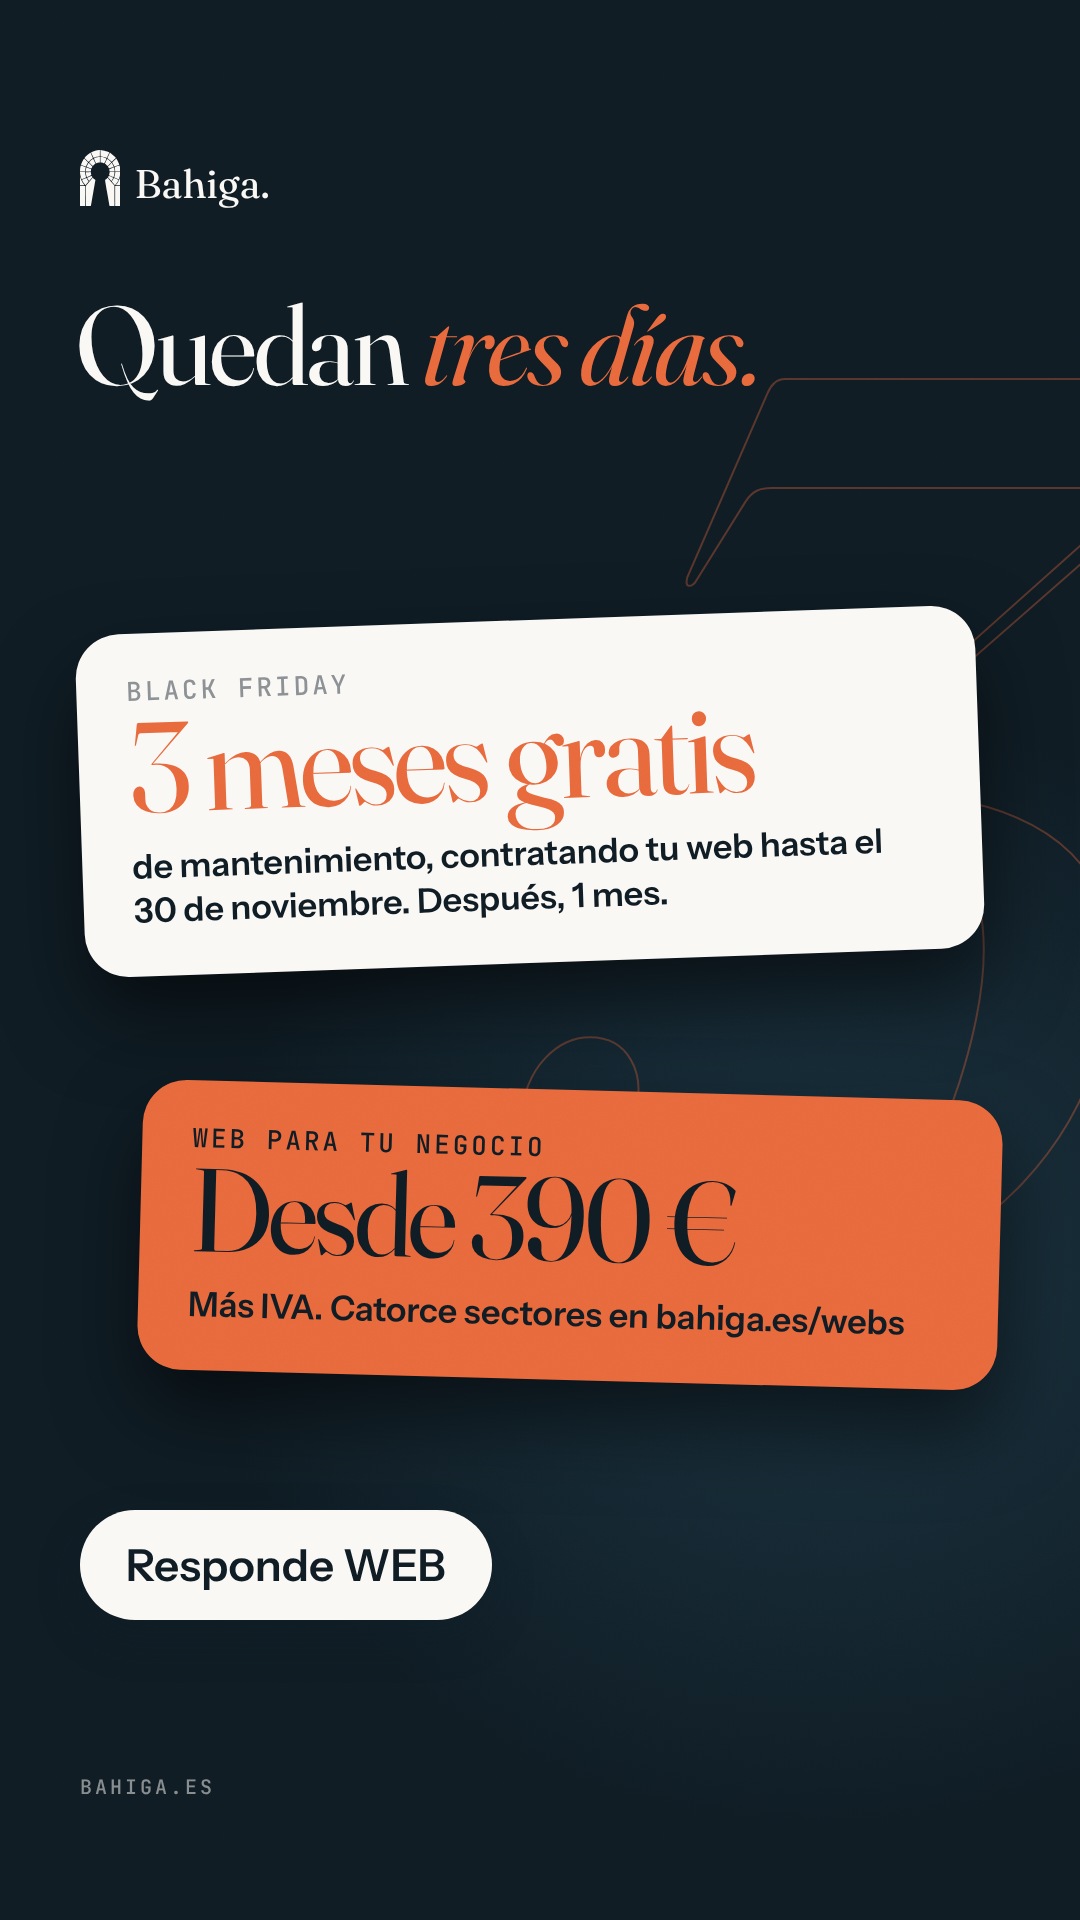 Bahiga.
Quedan tres días.
BLACK FRIDAY
3 meses gratis
de mantenimiento, contratando tu web hasta el
30 de noviembre. Después, 1 mes.
WEB PARA TU NEGOCIO
Desde 390 €
Más IVA. Catorce sectores en bahiga.es/webs
Responde WEB
BAHIGA.ES